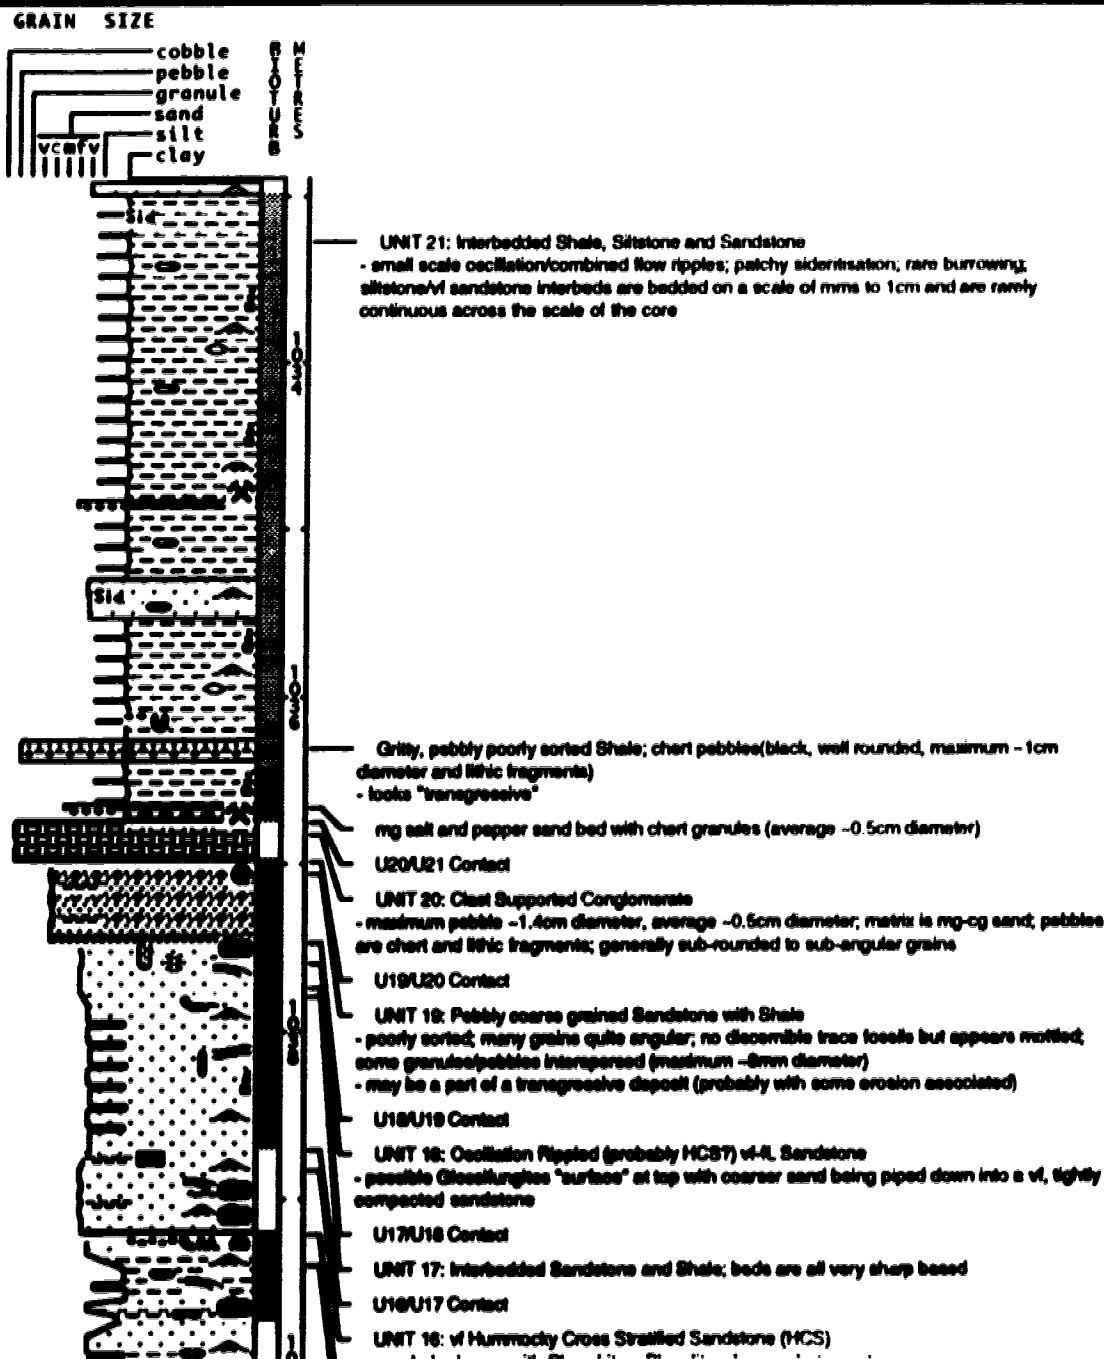 GRAIN SIZE
cobble
pebble
granule
sand
silt
vcmfv
clay
BIOTURB
METRES
Sid
1034
Sid
1036
1038
UNIT 21: Interbedded Shale, Siltstone and Sandstone
- small scale oscillation/combined flow ripples; patchy sideritisation; rare burrowing;
siltstone/vf sandstone interbeds are bedded on a scale of mms to 1cm and are rarely
continuous across the scale of the core
Gritty, pebbly poorly sorted Shale; chert pebbles(black, well rounded, maximum ~1cm
diameter and lithic fragments)
- looks "transgressive"
mg salt and pepper sand bed with chert granules (average ~0.5cm diameter)
U20/U21 Contact
UNIT 20: Clast Supported Conglomerate
- maximum pebble ~1.4cm diameter, average ~0.5cm diameter; matrix is mg-cg sand; pebbles
are chert and lithic fragments; generally sub-rounded to sub-angular grains
U19/U20 Contact
UNIT 19: Pebbly coarse grained Sandstone with Shale
- poorly sorted; many grains quite angular; no discernible trace fossils but appears mottled;
some granules/pebbles interspersed (maximum ~8mm diameter)
- may be a part of a transgressive deposit (probably with some erosion associated)
U18/U19 Contact
UNIT 18: Oscillation Rippled (probably HCS?) vf-fL Sandstone
- possible Glossifungites "surface" at top with coarser sand being piped down into a vf, tightly
compacted sandstone
U17/U18 Contact
UNIT 17: Interbedded Sandstone and Shale; beds are all very sharp based
U16/U17 Contact
UNIT 16: vf Hummocky Cross Stratified Sandstone (HCS)